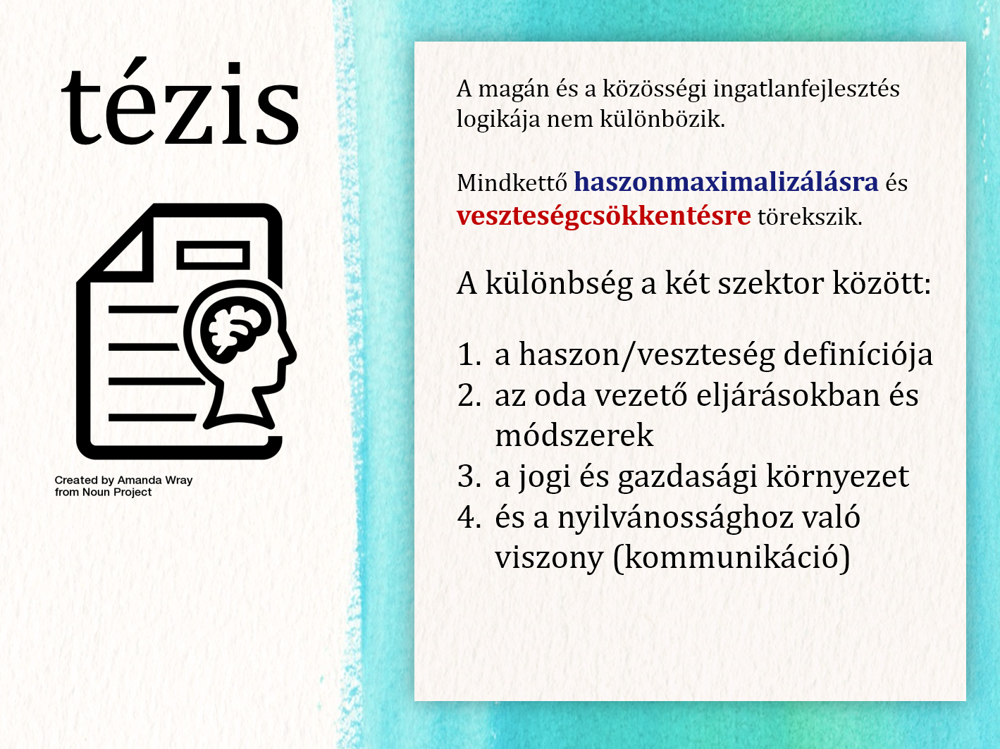 tézis
Created by Amanda Wray
from Noun Project
A magán és a közösségi ingatlanfejlesztés
logikája nem különbözik.
Mindkettő haszonmaximalizálásra és
veszteségcsökkentésre törekszik.
A különbség a két szektor között:
1. a haszon/veszteség definíciója
2. az oda vezető eljárásokban és
módszerek
3. a jogi és gazdasági környezet
4. és a nyilvánossághoz való
viszony (kommunikáció)